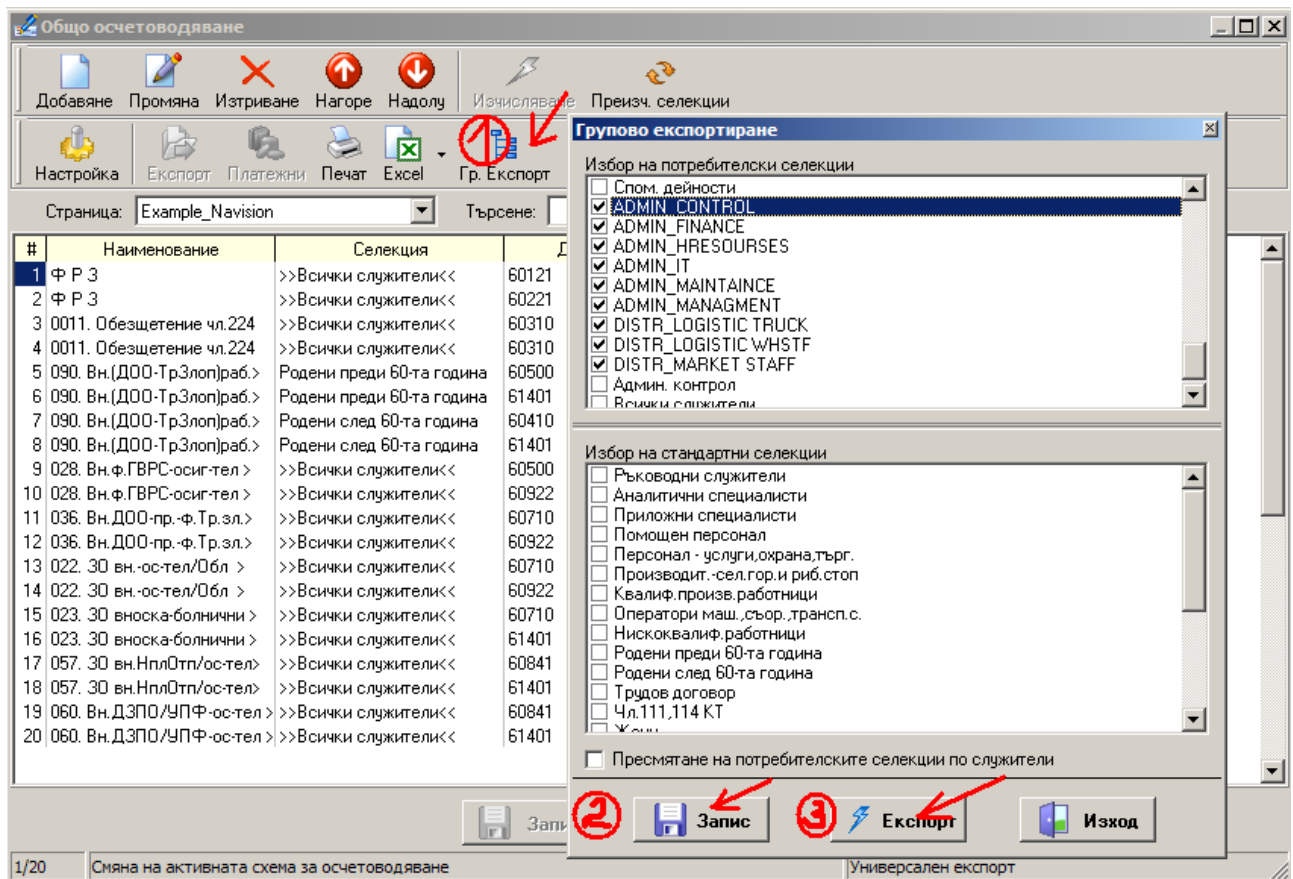 Общо осчетоводяване
Добавяне Промяна Изтриване Нагоре Надолу Изчисляване Преизч. селекции
1
Настройка Експорт Платежни Печат Excel Гр. Експорт
Страница: Example_Navision Търсене:
# Наименование Селекция Д
1 Ф Р З >>Всички служители<< 60121
2 Ф Р З >>Всички служители<< 60221
3 0011. Обезщетение чл.224 >>Всички служители<< 60310
4 0011. Обезщетение чл.224 >>Всички служители<< 60310
5 090. Вн.(ДОО-ТрЗлоп)раб.> Родени преди 60-та година 60500
6 090. Вн.(ДОО-ТрЗлоп)раб.> Родени преди 60-та година 61401
7 090. Вн.(ДОО-ТрЗлоп)раб.> Родени след 60-та година 60410
8 090. Вн.(ДОО-ТрЗлоп)раб.> Родени след 60-та година 61401
9 028. Вн.ф.ГВРС-осиг-тел > >>Всички служители<< 60500
10 028. Вн.ф.ГВРС-осиг-тел > >>Всички служители<< 60922
11 036. Вн.ДОО-пр.-ф.Тр.зл.> >>Всички служители<< 60710
12 036. Вн.ДОО-пр.-ф.Тр.зл.> >>Всички служители<< 60922
13 022. ЗО вн.-ос-тел/Обл > >>Всички служители<< 60710
14 022. ЗО вн.-ос-тел/Обл > >>Всички служители<< 60922
15 023. ЗО вноска-болнични > >>Всички служители<< 60710
16 023. ЗО вноска-болнични > >>Всички служители<< 61401
17 057. ЗО вн.НплОтп/ос-тел> >>Всички служители<< 60841
18 057. ЗО вн.НплОтп/ос-тел> >>Всички служители<< 61401
19 060. Вн.ДЗПО/УПФ-ос-тел > >>Всички служители<< 60841
20 060. Вн.ДЗПО/УПФ-ос-тел > >>Всички служители<< 61401
Запи
1/20 Смяна на активната схема за осчетоводяване Универсален експорт
Групово експортиране
Избор на потребителски селекции
Спом. дейности
ADMIN_CONTROL
ADMIN_FINANCE
ADMIN_HRESOURSES
ADMIN_IT
ADMIN_MAINTAINCE
ADMIN_MANAGMENT
DISTR_LOGISTIC TRUCK
DISTR_LOGISTIC WHSTF
DISTR_MARKET STAFF
Админ. контрол
Всички служители
Избор на стандартни селекции
Ръководни служители
Аналитични специалисти
Приложни специалисти
Помощен персонал
Персонал - услуги,охрана,търг.
Производит.-сел.гор.и риб.стоп
Квалиф.произв.работници
Оператори маш.,съор.,трансп.с.
Нискоквалиф.работници
Родени преди 60-та година
Родени след 60-та година
Трудов договор
Чл.111,114 КТ
Жени
Пресмятане на потребителските селекции по служители
2 Запис 3 Експорт Изход